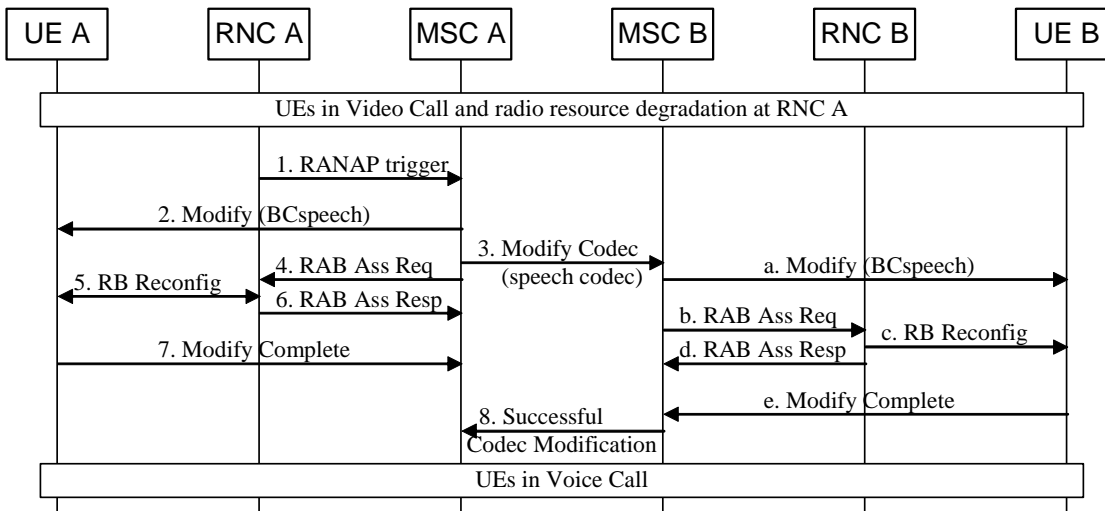 UE A
RNC A
MSC A
MSC B
RNC B
UE B
UEs in Video Call and radio resource degradation at RNC A
1. RANAP trigger
2. Modify (BCspeech)
3. Modify Codec
(speech codec)
4. RAB Ass Req
a. Modify (BCspeech)
5. RB Reconfig
6. RAB Ass Resp
b. RAB Ass Req
c. RB Reconfig
7. Modify Complete
d. RAB Ass Resp
e. Modify Complete
8. Successful
Codec Modification
UEs in Voice Call